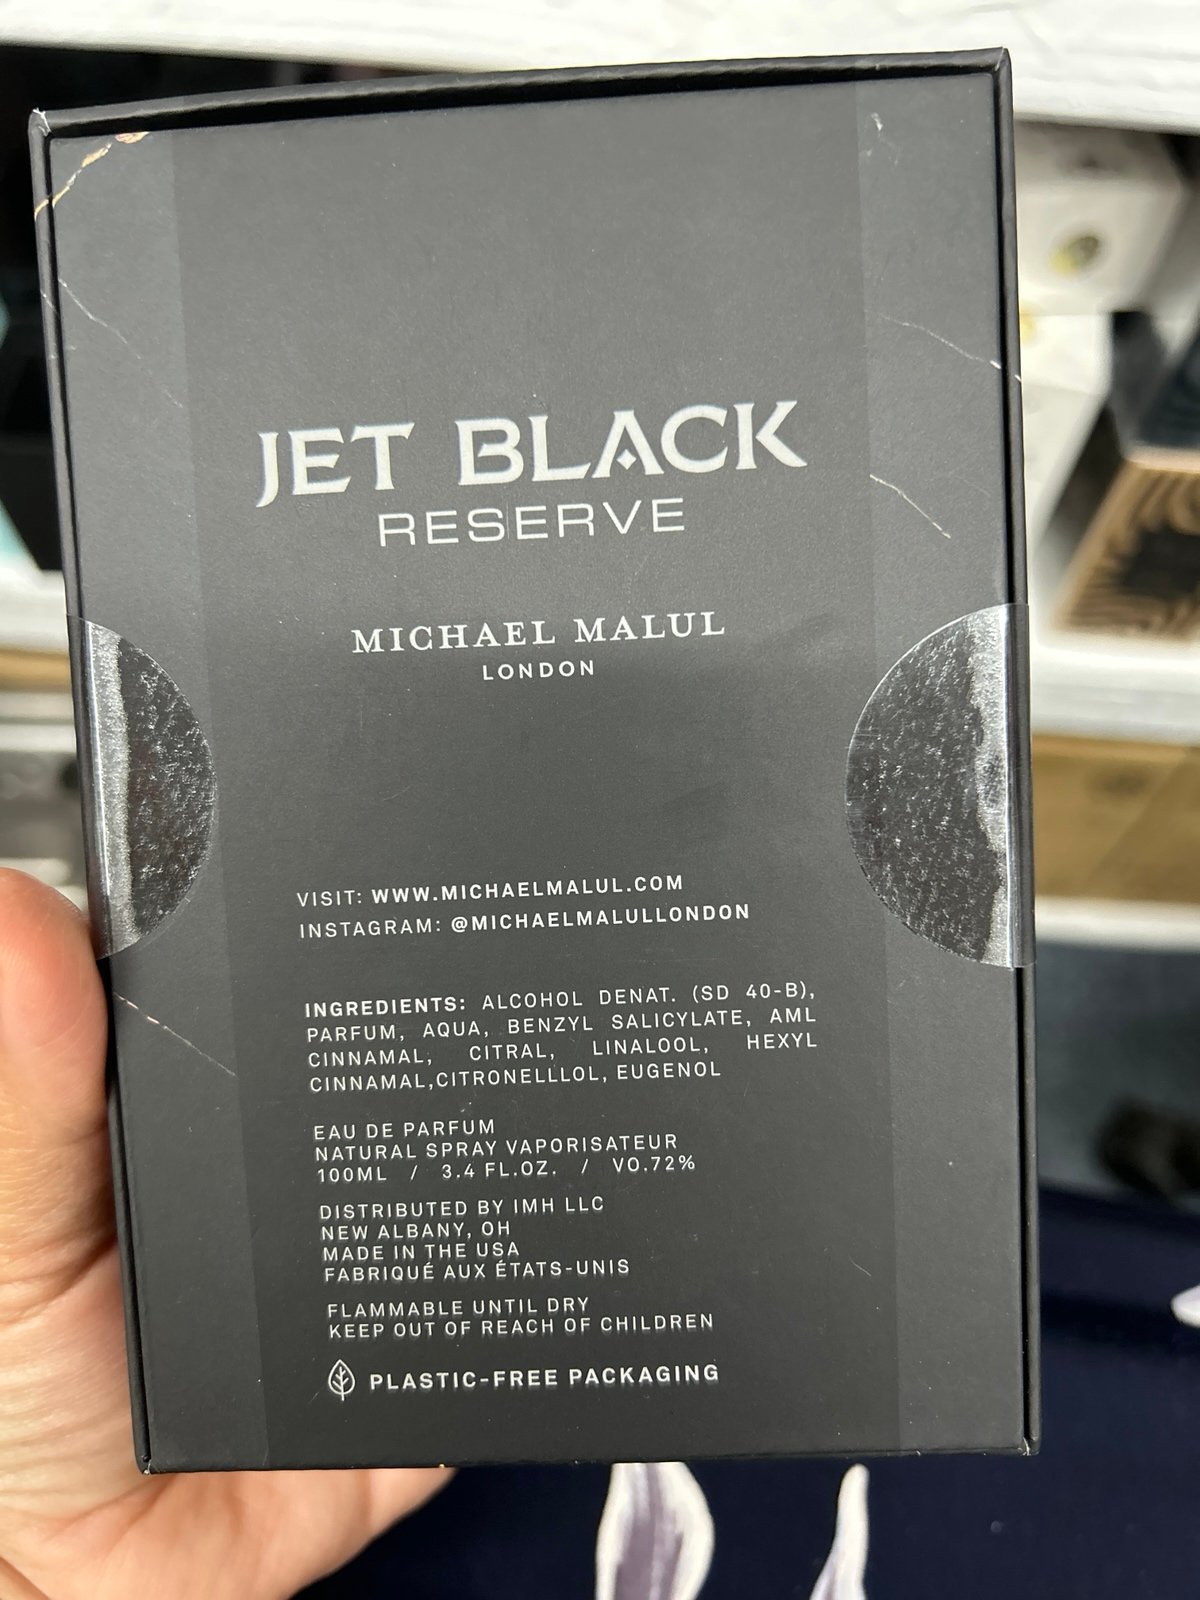 JET BLACK
RESERVE
MICHAEL MALUL
LONDON
VISIT: WWW.MICHAELMALUL.COM
INSTAGRAM: @MICHAELMALULLONDON
INGREDIENTS: ALCOHOL DENAT. (SD 40-B),
PARFUM, AQUA, BENZYL SALICYLATE, AML
CINNAMAL, CITRAL, LINALOOL, HEXYL
CINNAMAL,CITRONELLLOL, EUGENOL
EAU DE PARFUM
NATURAL SPRAY VAPORISATEUR
100ML / 3.4 FL.OZ. / VO.72%
DISTRIBUTED BY IMH LLC
NEW ALBANY, OH
MADE IN THE USA
FABRIQUÉ AUX ÉTATS-UNIS
FLAMMABLE UNTIL DRY
KEEP OUT OF REACH OF CHILDREN
PLASTIC-FREE PACKAGING